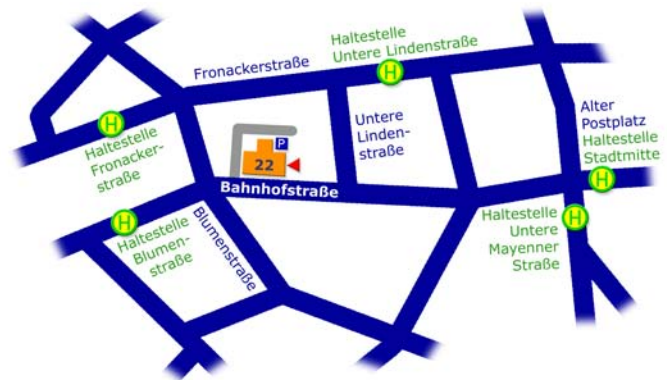 Haltestelle
Untere Lindenstraße
Fronackerstraße
H
H
Haltestelle
Fronacker-
straße
P
22
Untere
Linden-
straße
Alter
Postplatz
Haltestelle
Stadtmitte
H
Bahnhofstraße
H
Haltestelle
Blumen-
straße
Blumenstraße
Haltestelle
Untere
Mayenner
Straße
H